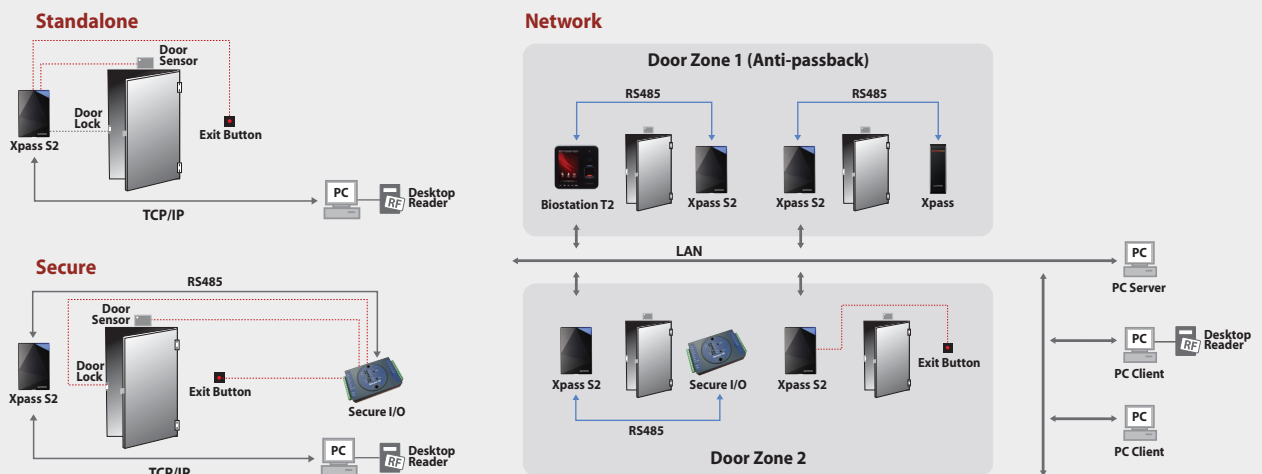 Standalone
Door
Sensor
Door
Lock
Xpass S2
Exit Button
TCP/IP
PC
RF
Desktop
Reader
Secure
RS485
Door
Sensor
Door
Lock
Xpass S2
Exit Button
Secure I/O
TCP/IP
PC
RF
Desktop
Reader
Network
Door Zone 1 (Anti-passback)
RS485
RS485
Biostation T2
Xpass S2
Xpass S2
Xpass
LAN
PC
PC Server
Xpass S2
Secure I/O
Xpass S2
Exit Button
RS485
Door Zone 2
PC
RF
Desktop
Reader
PC Client
PC
PC Client